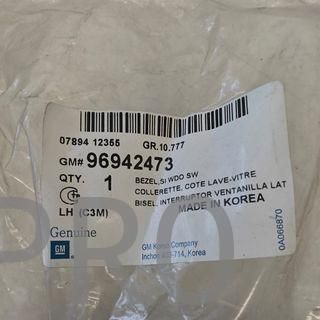 07894 12355 GR.10.777
GM# 96942473
QTY. 1
BEZEL,SI WDO SW
COLLERETTE, COTE LAVE-VITRE
BISEL, INTERRUPTOR VENTANILLA LAT
LH (C3M)
MADE IN KOREA
Genuine
GM
GM Korea Company
Korea
0A066870
PRO